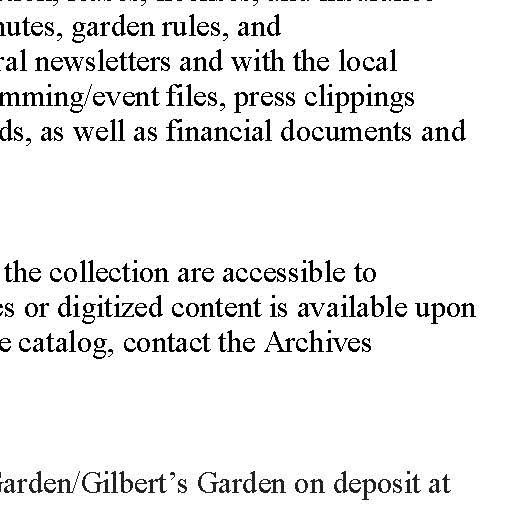 nutes, garden rules, and
ral newsletters and with the local
mming/event files, press clippings
ds, as well as financial documents and
the collection are accessible to
es or digitized content is available upon
e catalog, contact the Archives
Garden/Gilbert’s Garden on deposit at